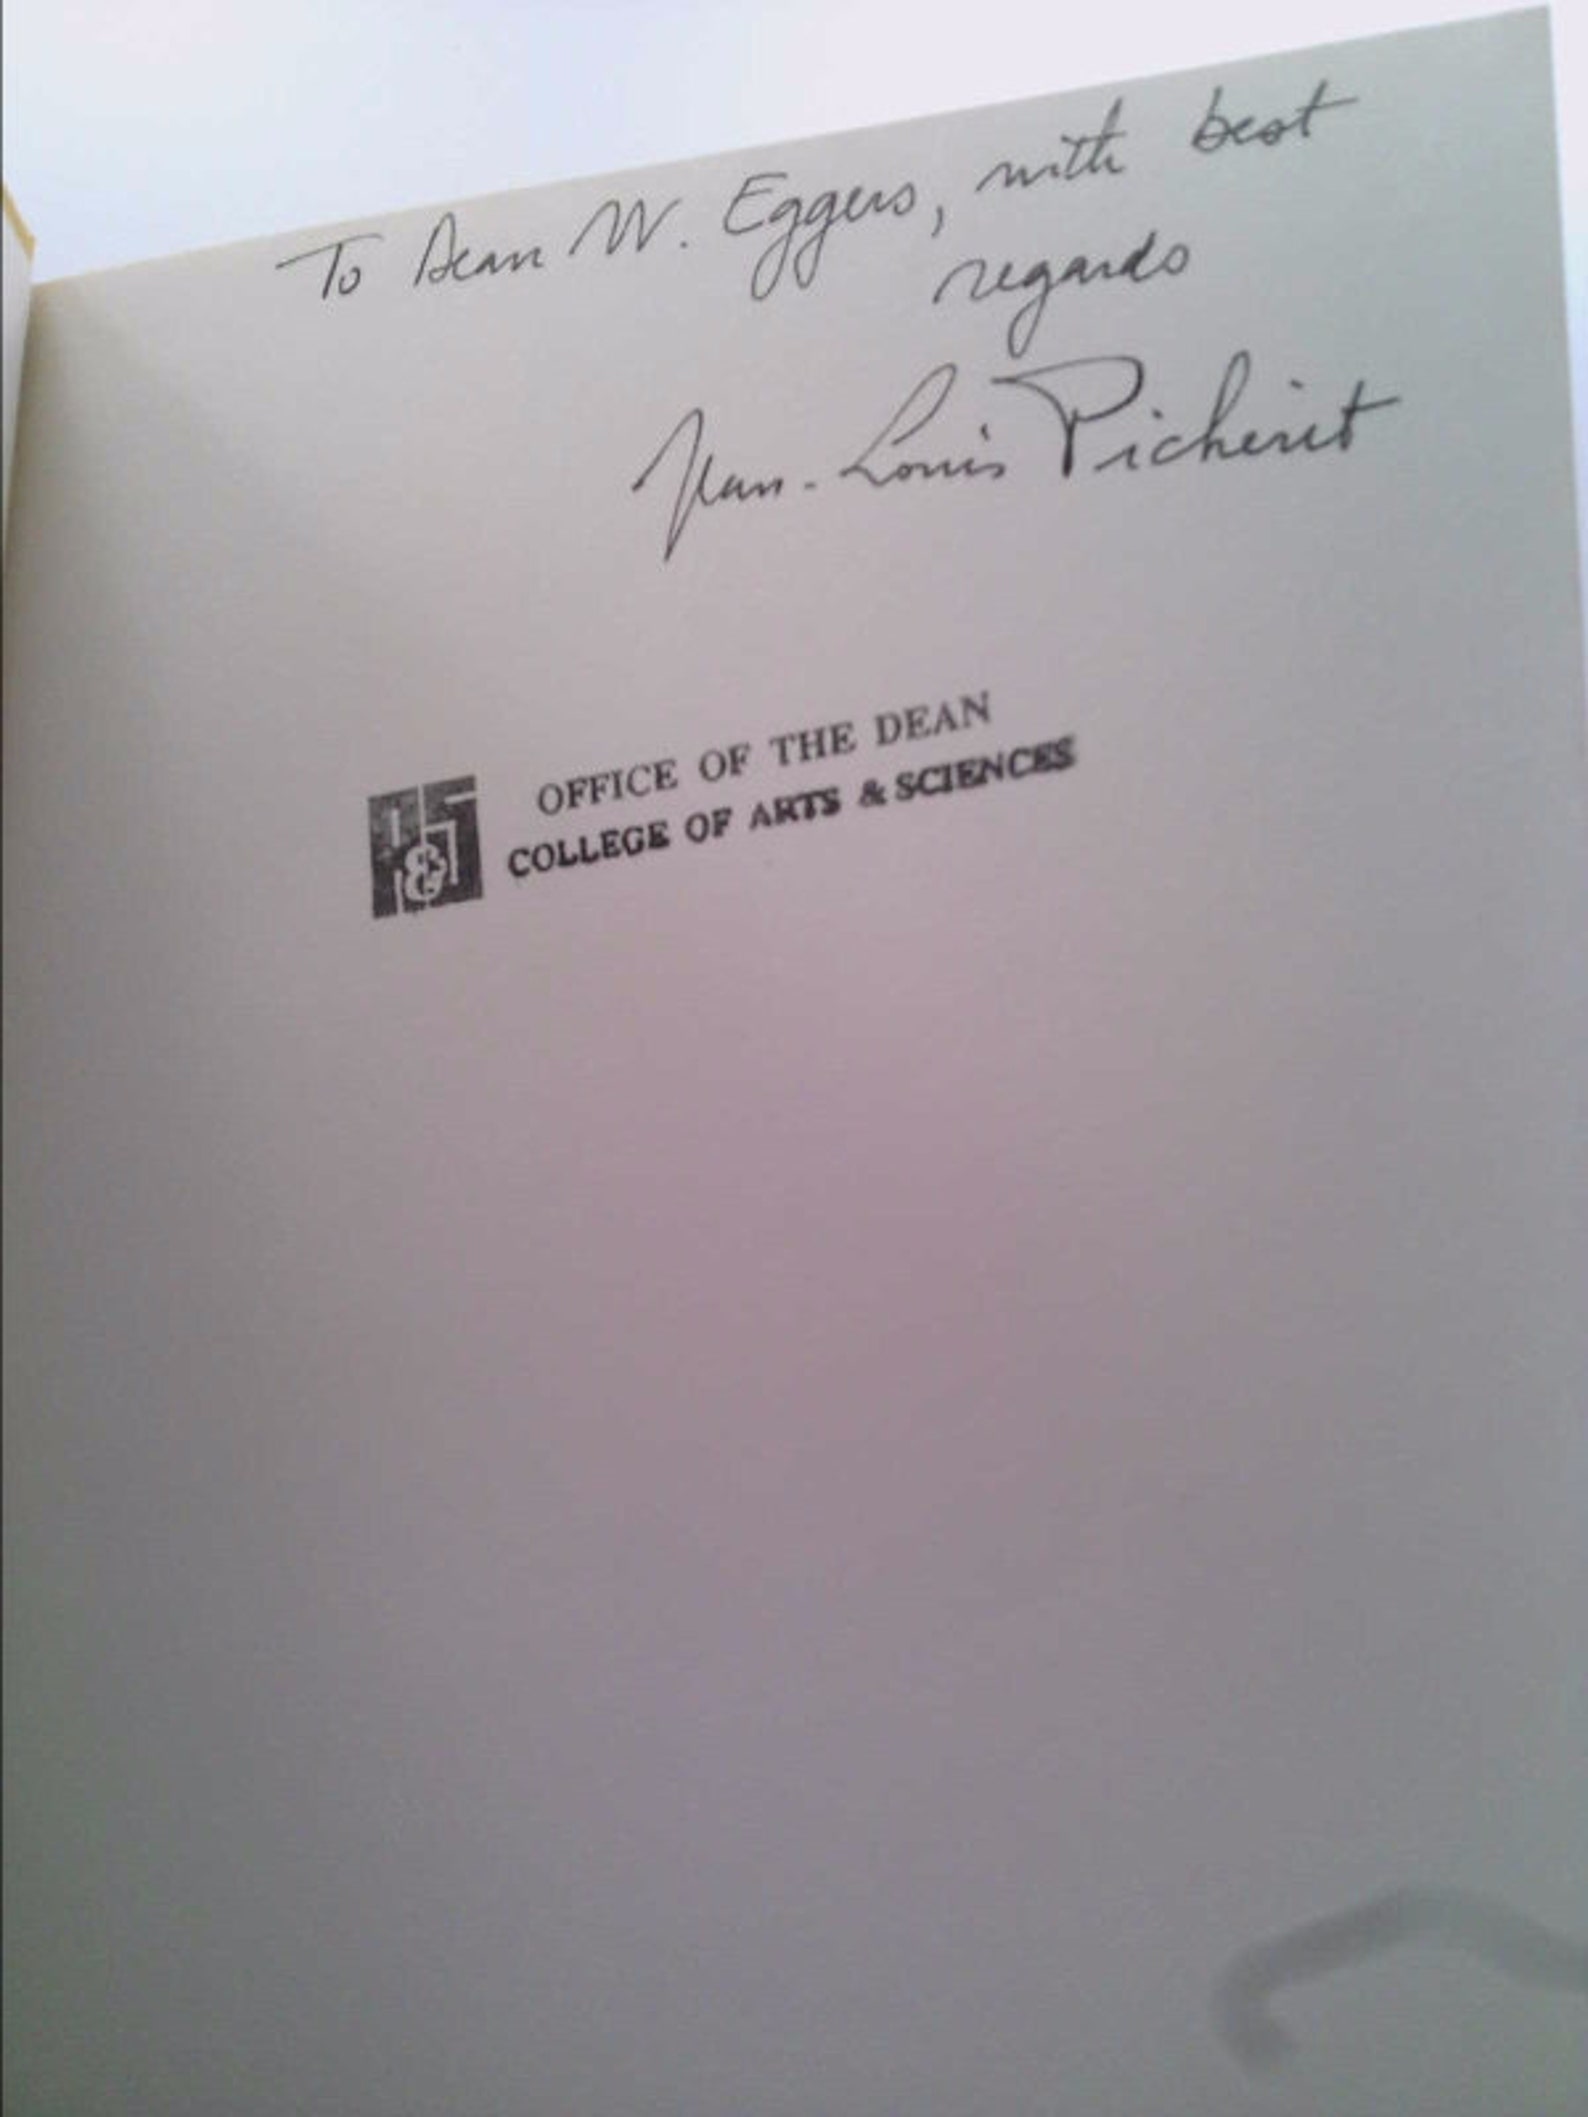 To Dean W. Eggers, with best
regards
Jean-Louis Picherit
A&S
OFFICE OF THE DEAN
COLLEGE OF ARTS & SCIENCES